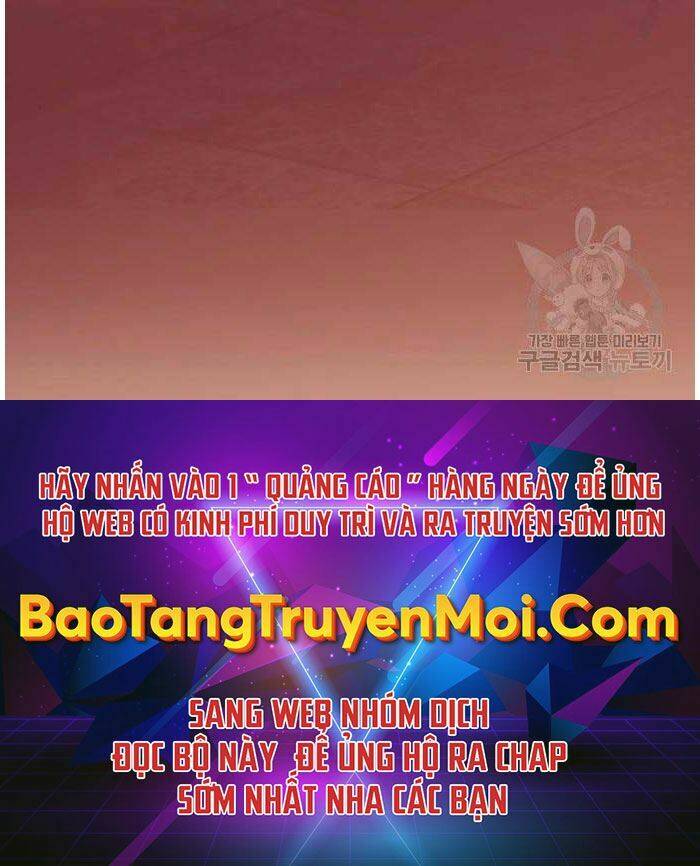 가장 빠른 웹툰 미리보기
구글검색 뉴토끼
HÃY NHẤN VÀO 1 “ QUẢNG CÁO ” HÀNG NGÀY ĐỂ ỦNG
HỘ WEB CÓ KINH PHÍ DUY TRÌ VÀ RA TRUYỆN SỚM HƠN
BaoTangTruyenMoi.Com
SANG WEB NHÓM DỊCH
ĐỌC BỘ NÀY ĐỂ ỦNG HỘ RA CHAP
SỚM NHẤT NHA CÁC BẠN